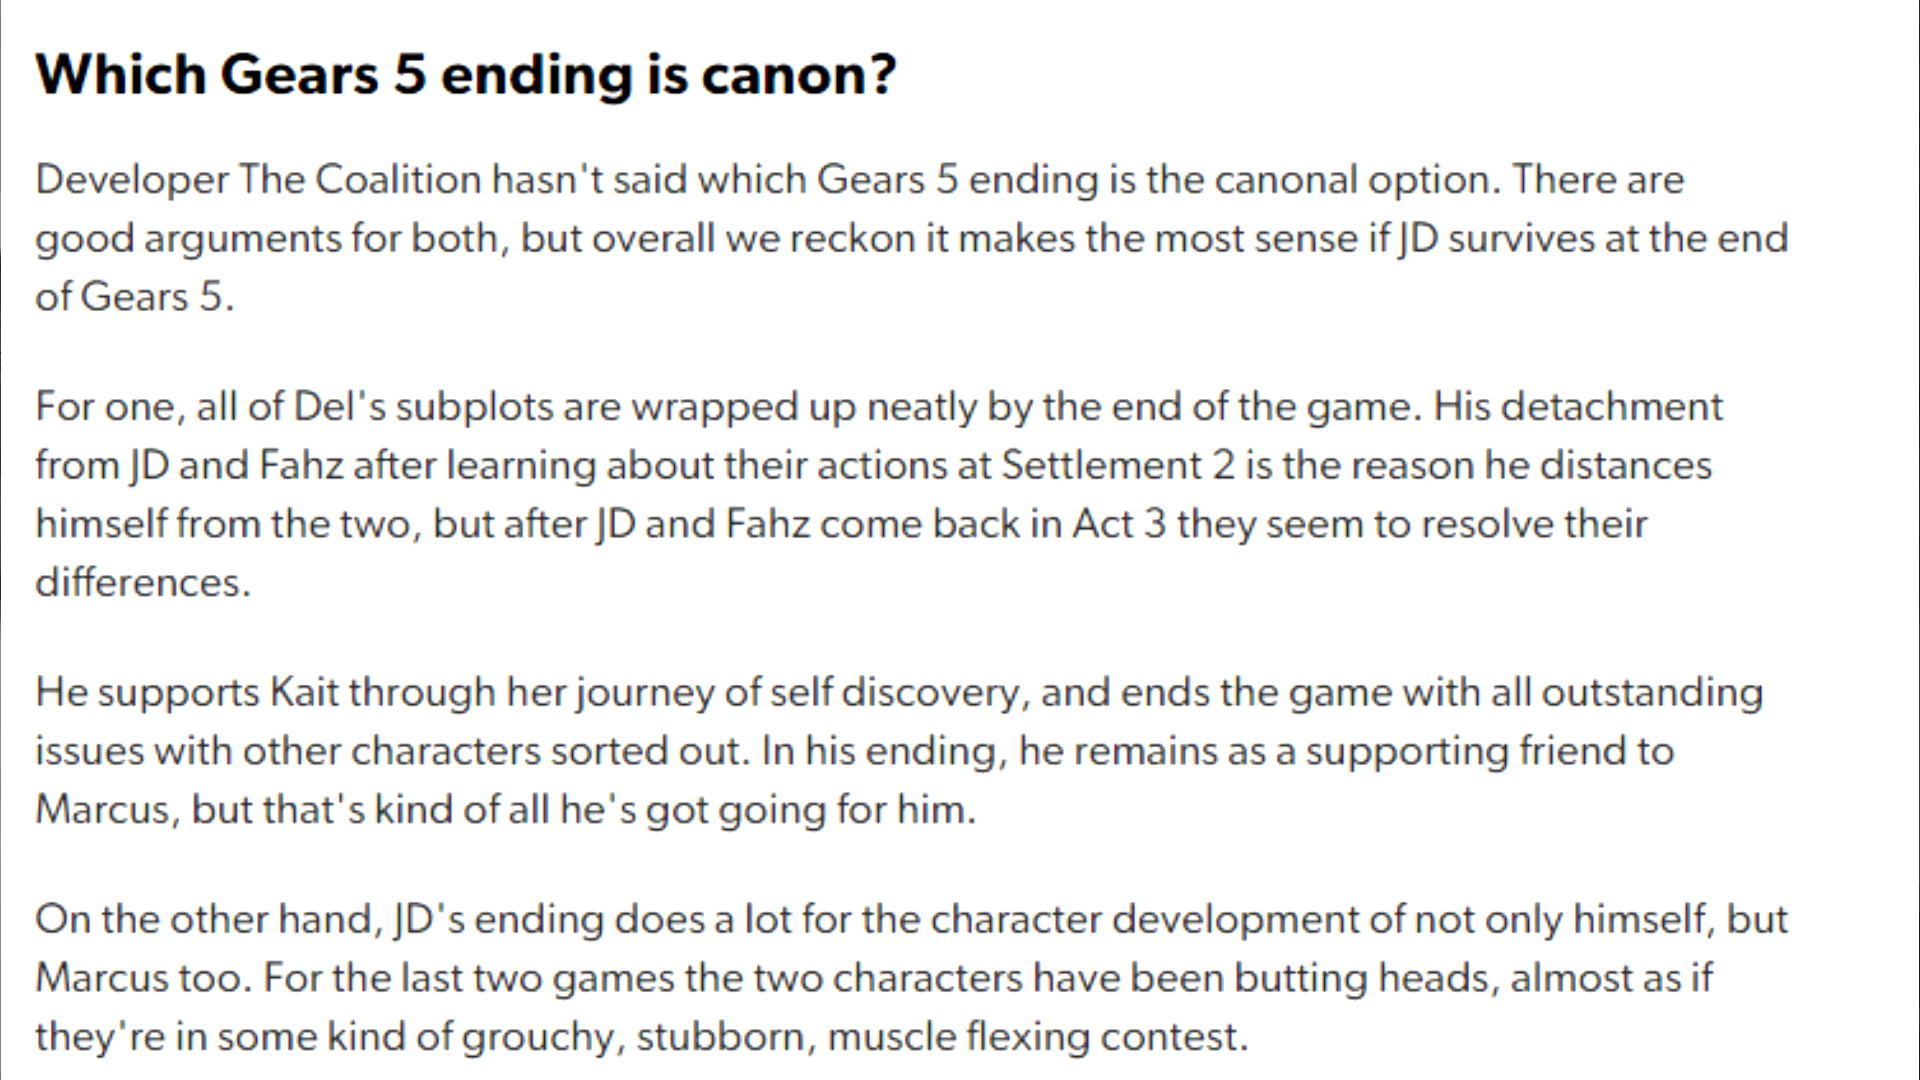 Which Gears 5 ending is canon?
Developer The Coalition hasn't said which Gears 5 ending is the canonal option. There are
good arguments for both, but overall we reckon it makes the most sense if JD survives at the end
of Gears 5.
For one, all of Del's subplots are wrapped up neatly by the end of the game. His detachment
from JD and Fahz after learning about their actions at Settlement 2 is the reason he distances
himself from the two, but after JD and Fahz come back in Act 3 they seem to resolve their
differences.
He supports Kait through her journey of self discovery, and ends the game with all outstanding
issues with other characters sorted out. In his ending, he remains as a supporting friend to
Marcus, but that's kind of all he's got going for him.
On the other hand, JD's ending does a lot for the character development of not only himself, but
Marcus too. For the last two games the two characters have been butting heads, almost as if
they're in some kind of grouchy, stubborn, muscle flexing contest.